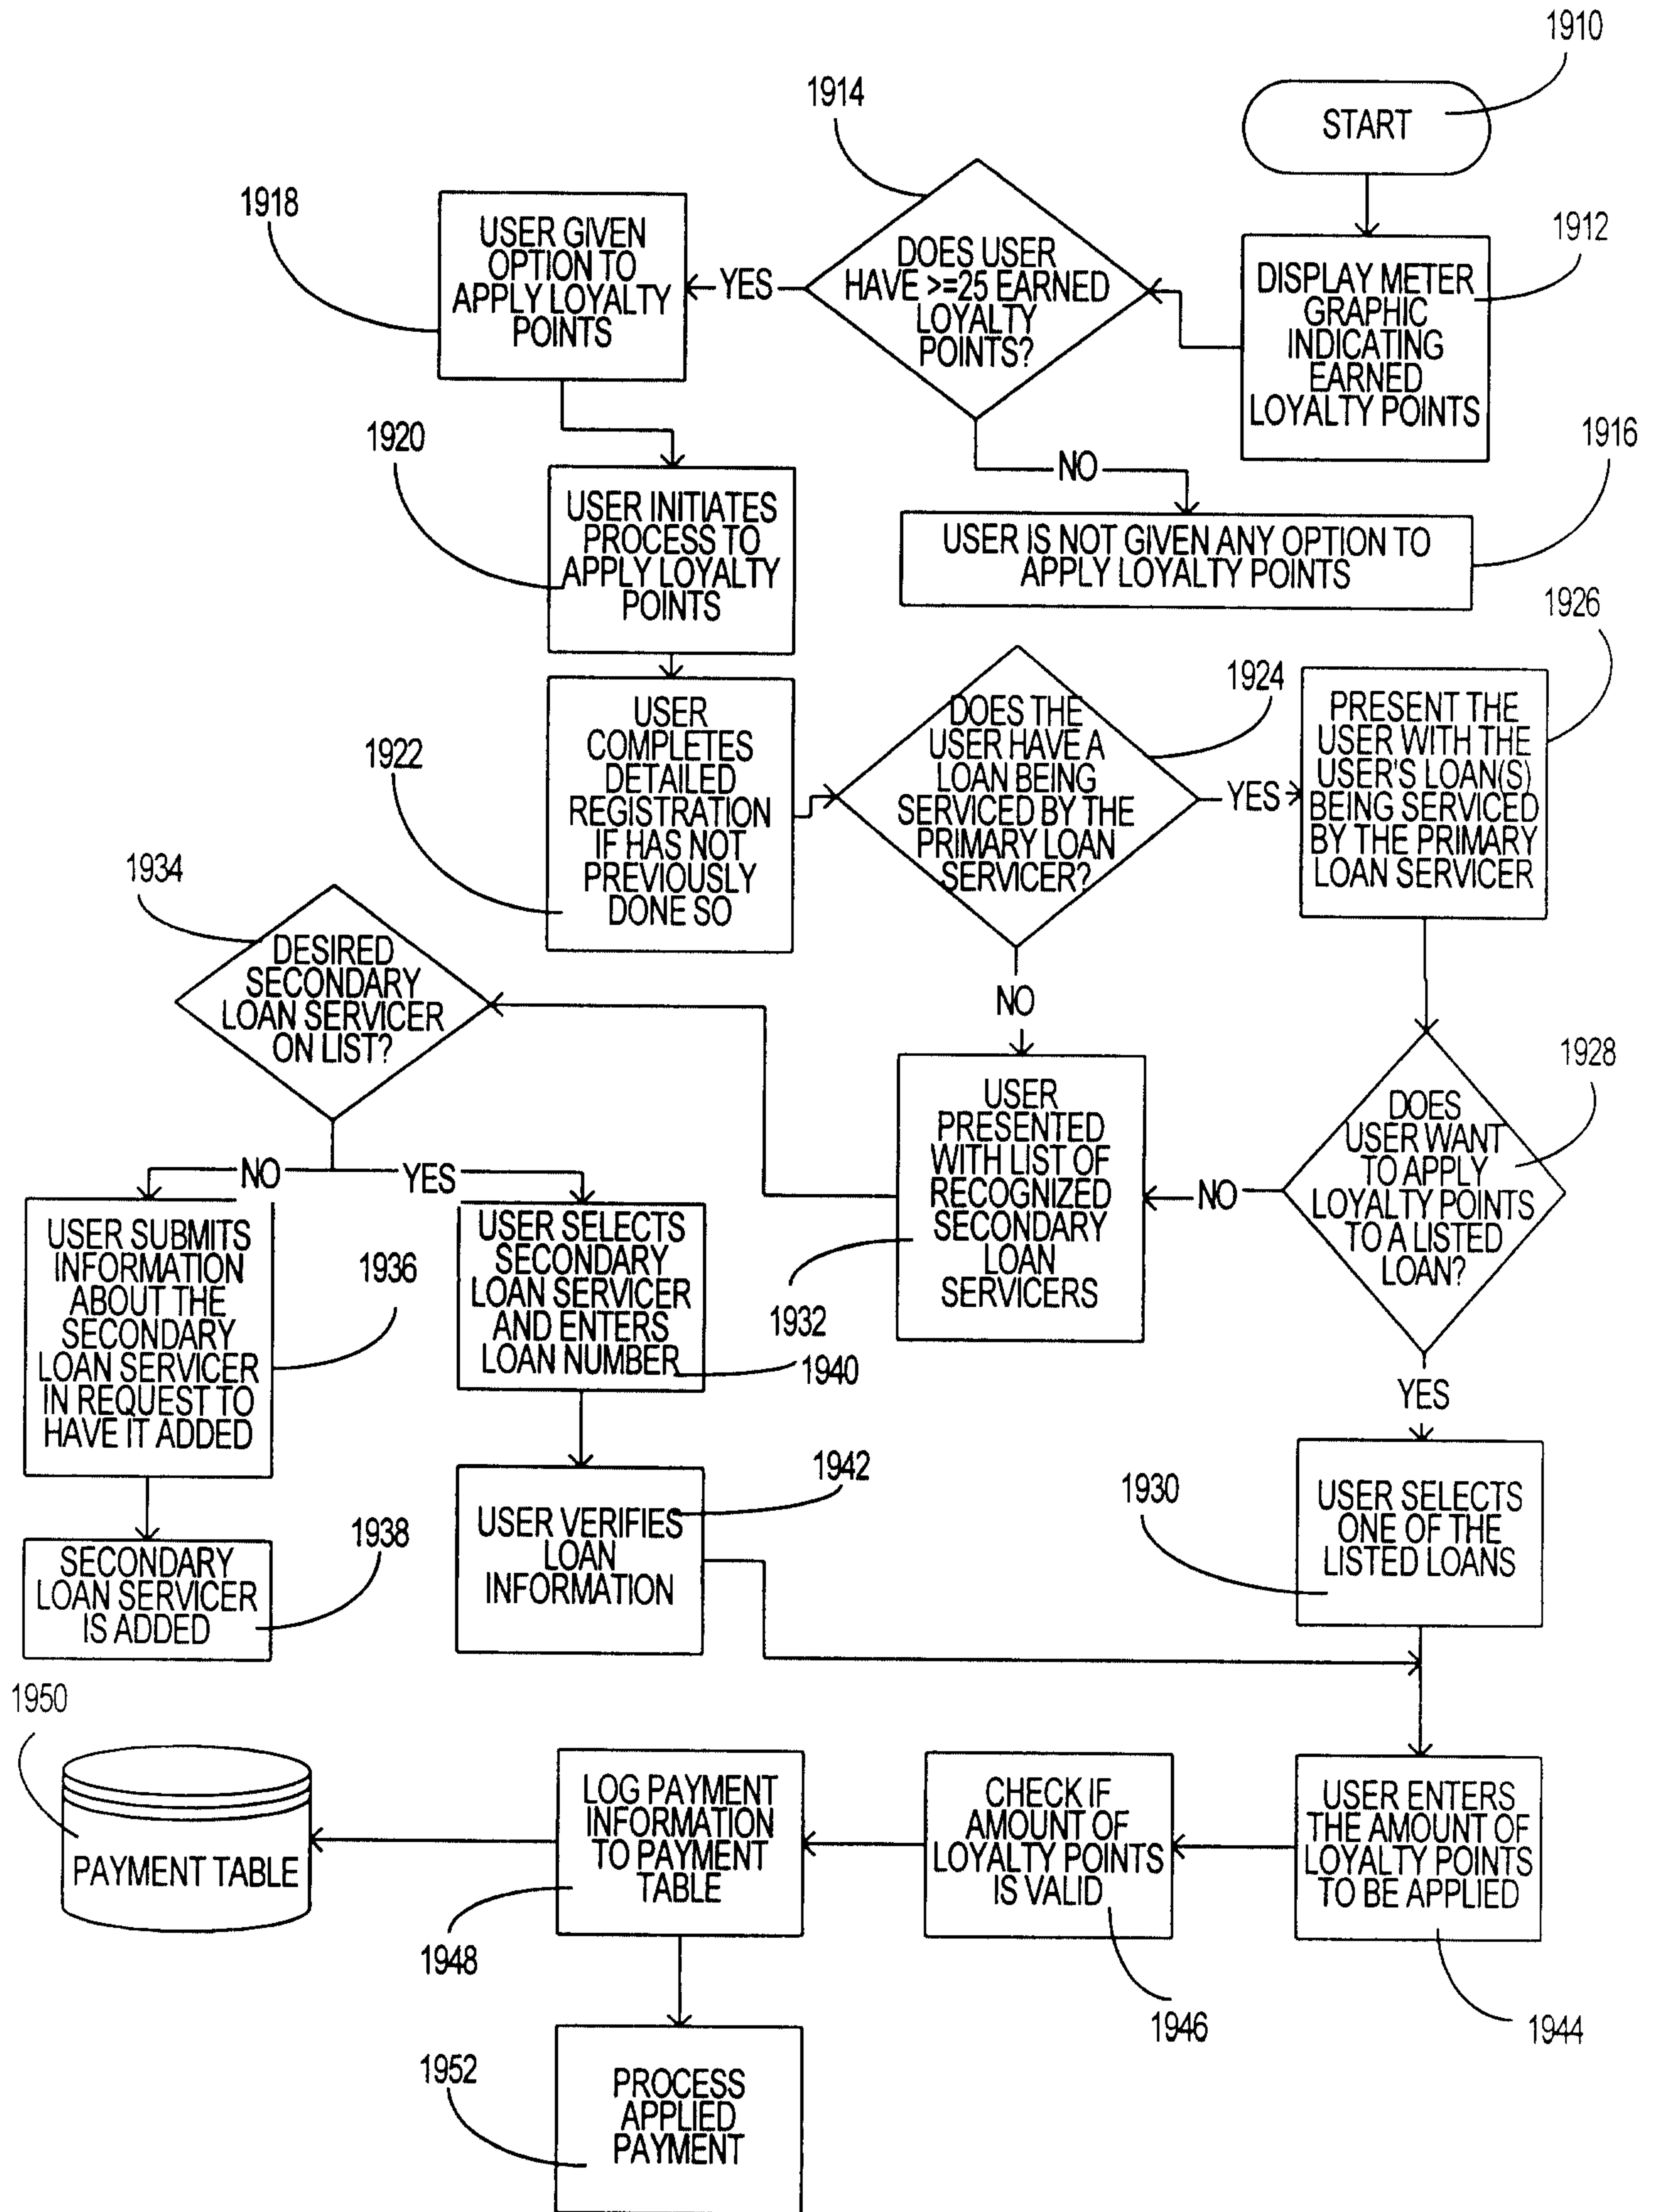 1910
START
1914
1918
USER GIVEN
OPTION TO
APPLY LOYALTY
POINTS
YES
DOES USER
HAVE >=25 EARNED
LOYALTY
POINTS?
1912
DISPLAY METER
GRAPHIC
INDICATING
EARNED
LOYALTY POINTS
1920
USER INITIATES
PROCESS TO
APPLY LOYALTY
POINTS
NO
1916
USER IS NOT GIVEN ANY OPTION TO
APPLY LOYALTY POINTS
1922
USER
COMPLETES
DETAILED
REGISTRATION
IF HAS NOT
PREVIOUSLY
DONE SO
1924
DOES THE
USER HAVE A
LOAN BEING
SERVICED BY THE
PRIMARY LOAN
SERVICER?
YES
1926
PRESENT THE
USER WITH THE
USER'S LOAN(S)
BEING SERVICED
BY THE PRIMARY
LOAN SERVICER
1934
DESIRED
SECONDARY
LOAN SERVICER
ON LIST?
NO
USER
PRESENTED
WITH LIST OF
RECOGNIZED
SECONDARY
LOAN
SERVICERS
1932
NO
1928
DOES
USER WANT
TO APPLY
LOYALTY POINTS
TO A LISTED
LOAN?
NO
YES
USER SUBMITS
INFORMATION
ABOUT THE
SECONDARY
LOAN SERVICER
IN REQUEST TO
HAVE IT ADDED
1936
USER SELECTS
SECONDARY
LOAN SERVICER
AND ENTERS
LOAN NUMBER
1940
YES
1938
SECONDARY
LOAN SERVICER
IS ADDED
1942
USER VERIFIES
LOAN
INFORMATION
1930
USER SELECTS
ONE OF THE
LISTED LOANS
1950
PAYMENT TABLE
LOG PAYMENT
INFORMATION
TO PAYMENT
TABLE
1948
CHECK IF
AMOUNT OF
LOYALTY POINTS
IS VALID
1946
USER ENTERS
THE AMOUNT OF
LOYALTY POINTS
TO BE APPLIED
1944
1952
PROCESS
APPLIED
PAYMENT